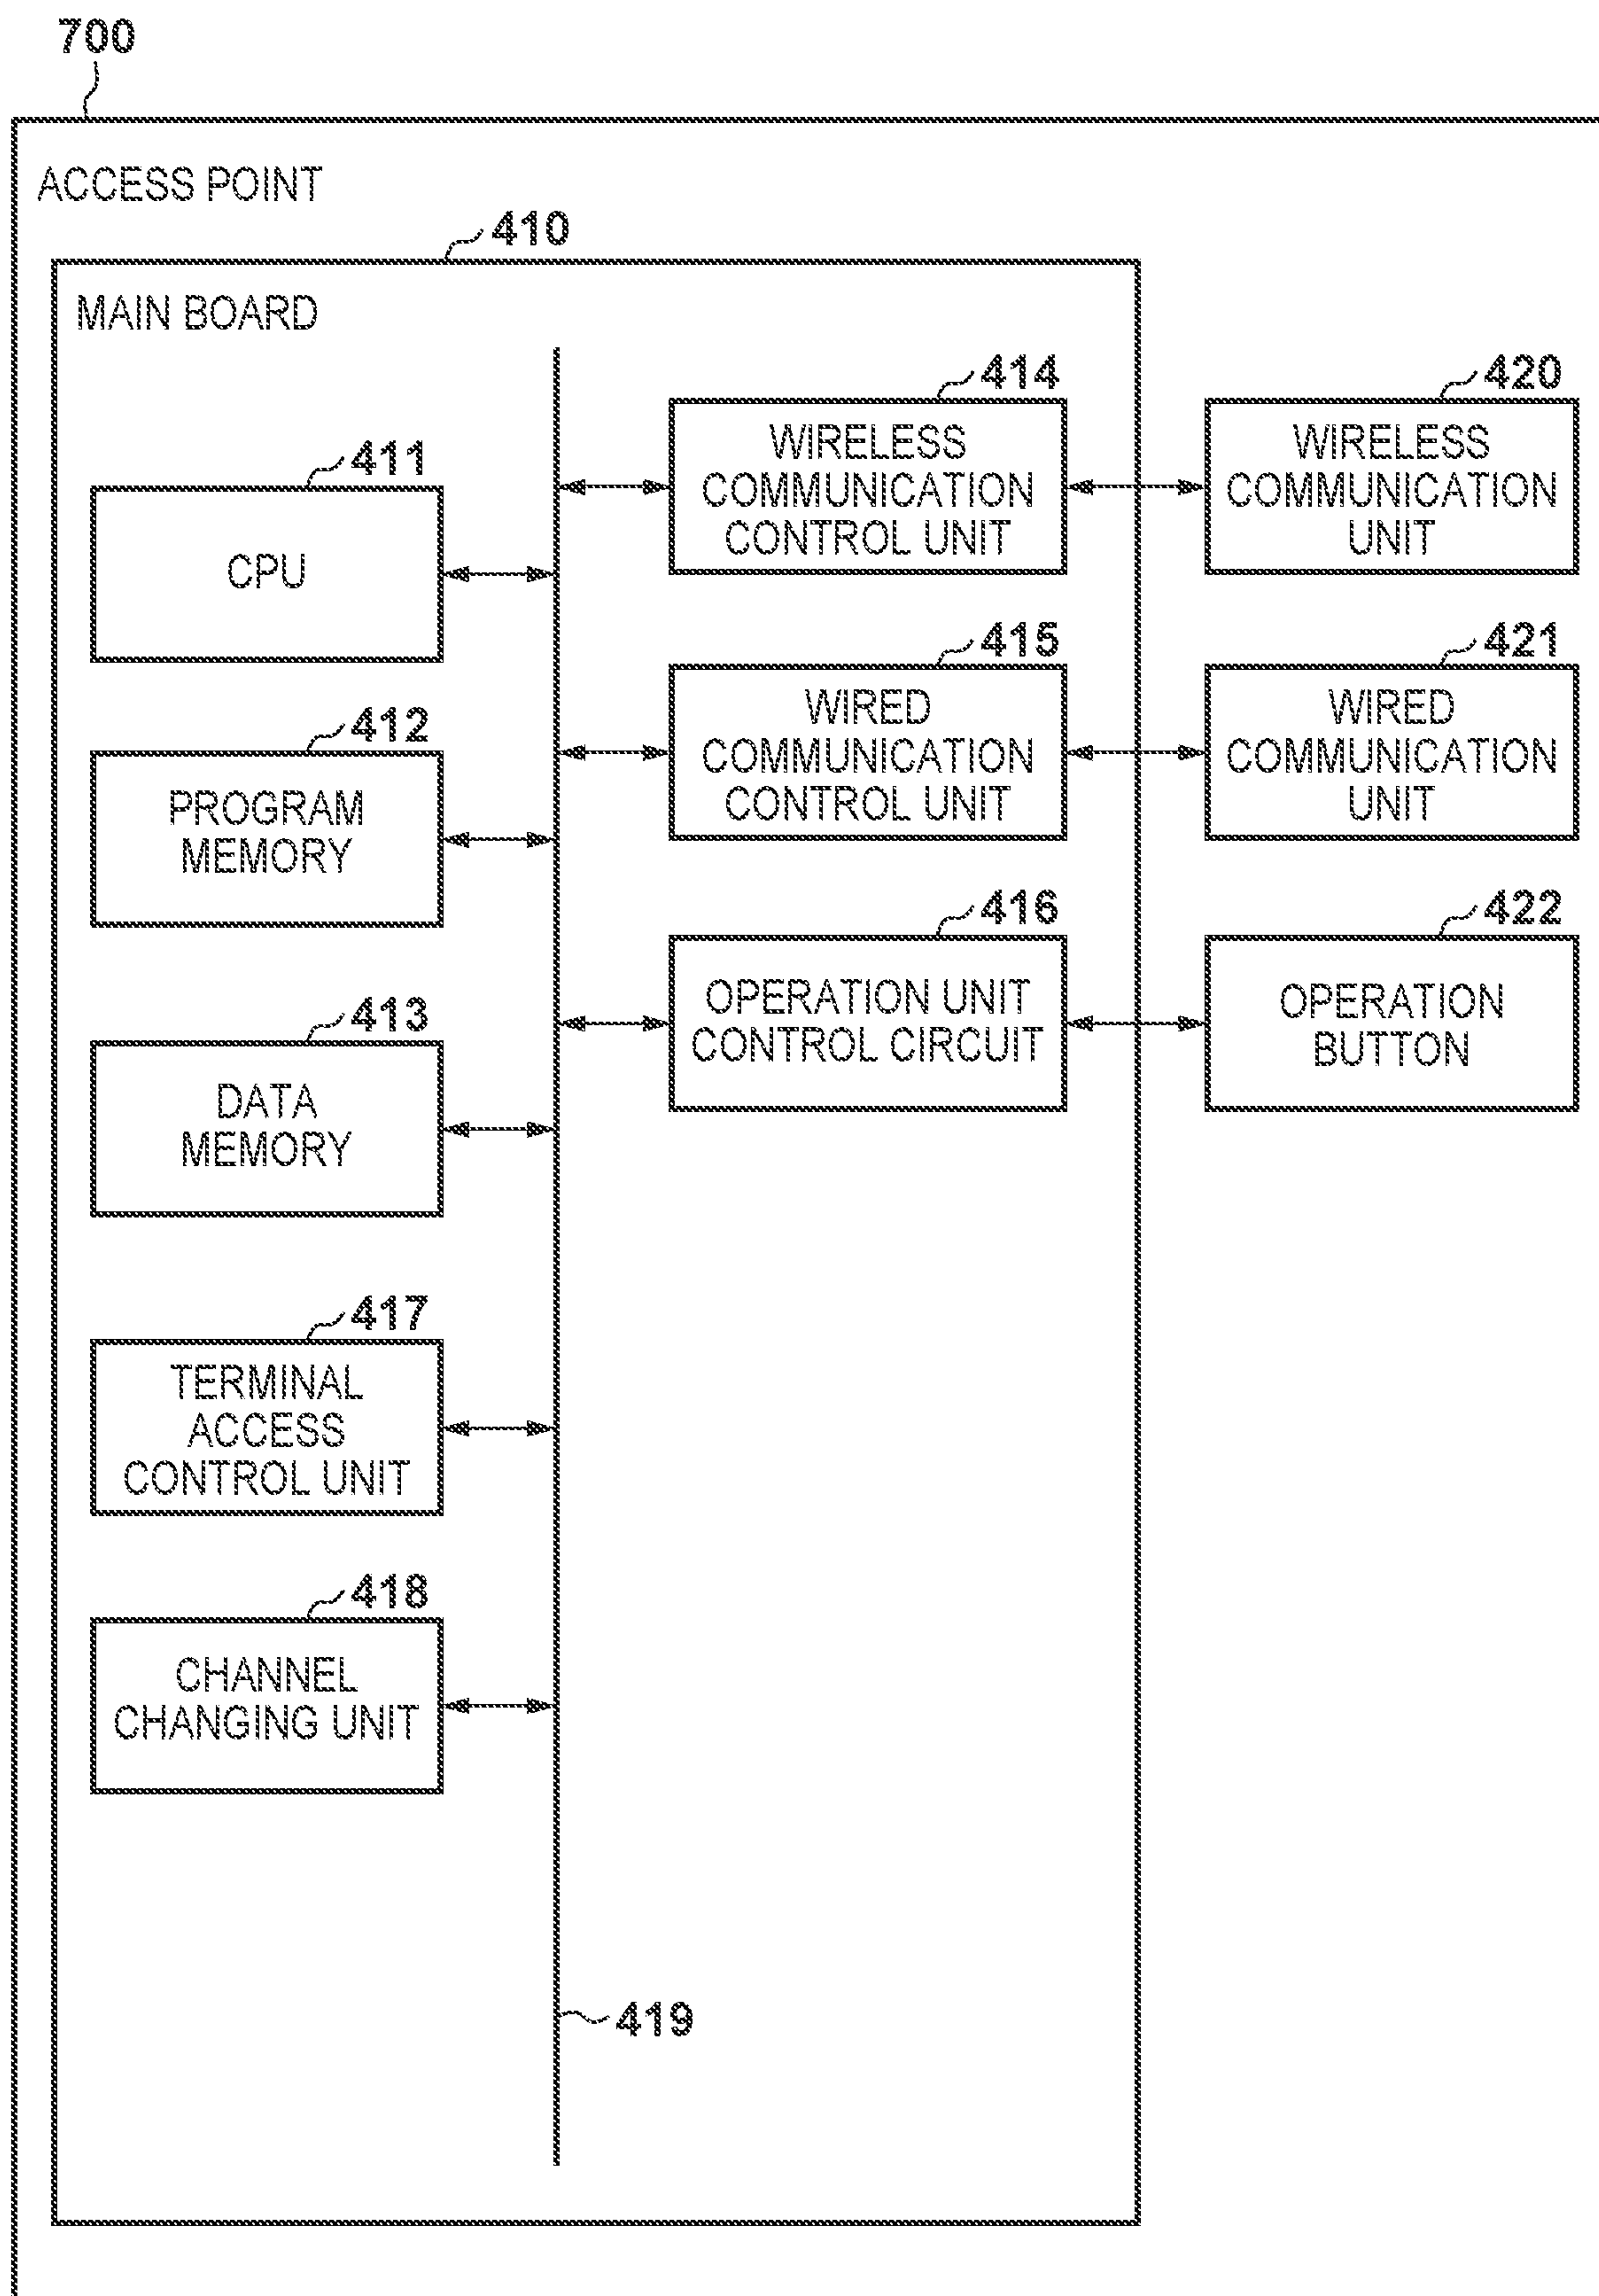 700
ACCESS POINT
410
MAIN BOARD
411
CPU
412
PROGRAM
MEMORY
413
DATA
MEMORY
417
TERMINAL
ACCESS
CONTROL UNIT
418
CHANNEL
CHANGING UNIT
419
414
WIRELESS
COMMUNICATION
CONTROL UNIT
415
WIRED
COMMUNICATION
CONTROL UNIT
416
OPERATION UNIT
CONTROL CIRCUIT
420
WIRELESS
COMMUNICATION
UNIT
421
WIRED
COMMUNICATION
UNIT
422
OPERATION
BUTTON